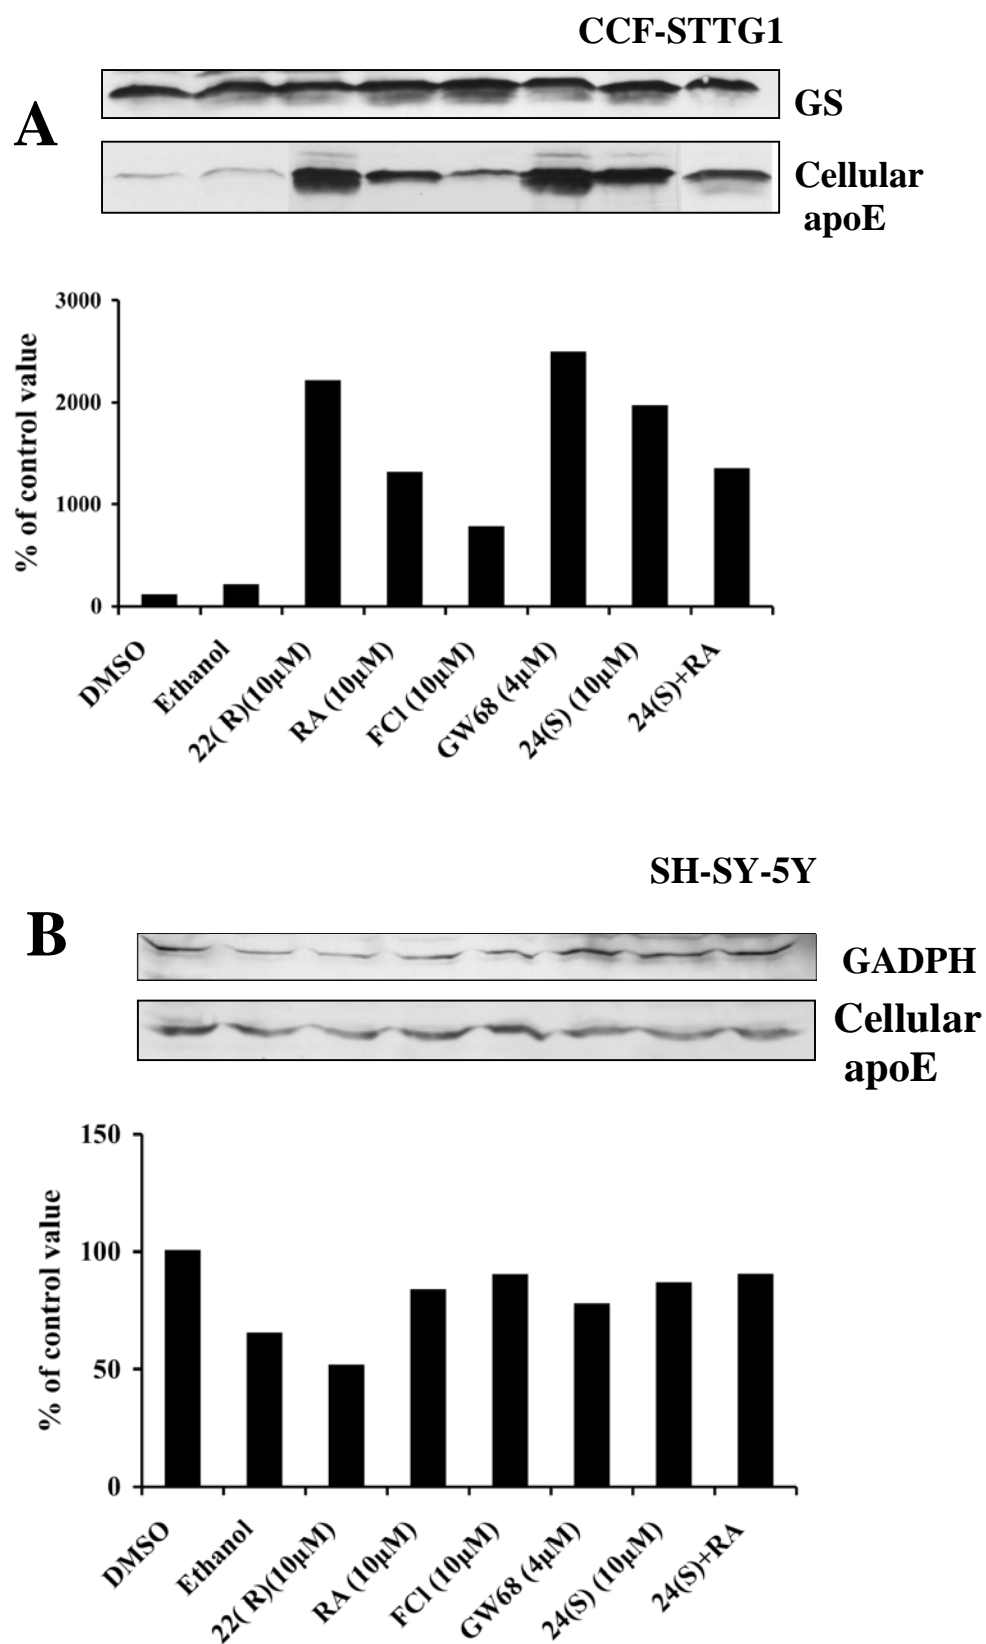 CCF-STTG1
A
GS
Cellular
apoE
% of control value
3000
2000
1000
0
DMSO
Ethanol
22( R)(10µM)
RA (10µM)
FCl (10µM)
GW68 (4µM)
24(S) (10µM)
24(S)+RA
SH-SY-5Y
B
GADPH
Cellular
apoE
% of control value
150
100
50
0
DMSO
Ethanol
22( R)(10µM)
RA (10µM)
FCl (10µM)
GW68 (4µM)
24(S) (10µM)
24(S)+RA